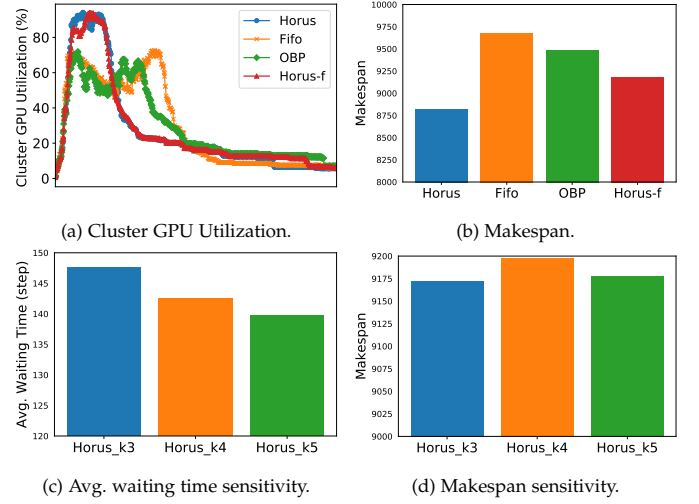 Cluster GPU Utilization (%)
80
60
40
20
0
Horus
Fifo
OBP
Horus-f
(a) Cluster GPU Utilization.
Makespan
10000
9750
9500
9250
9000
8750
8500
8250
8000
Horus Fifo OBP Horus-f
(b) Makespan.
Avg. Waiting Time (step)
150
145
140
135
130
125
120
Horus_k3 Horus_k4 Horus_k5
(c) Avg. waiting time sensitivity.
Makespan
9200
9175
9150
9125
9100
9075
9050
9025
9000
Horus_k3 Horus_k4 Horus_k5
(d) Makespan sensitivity.